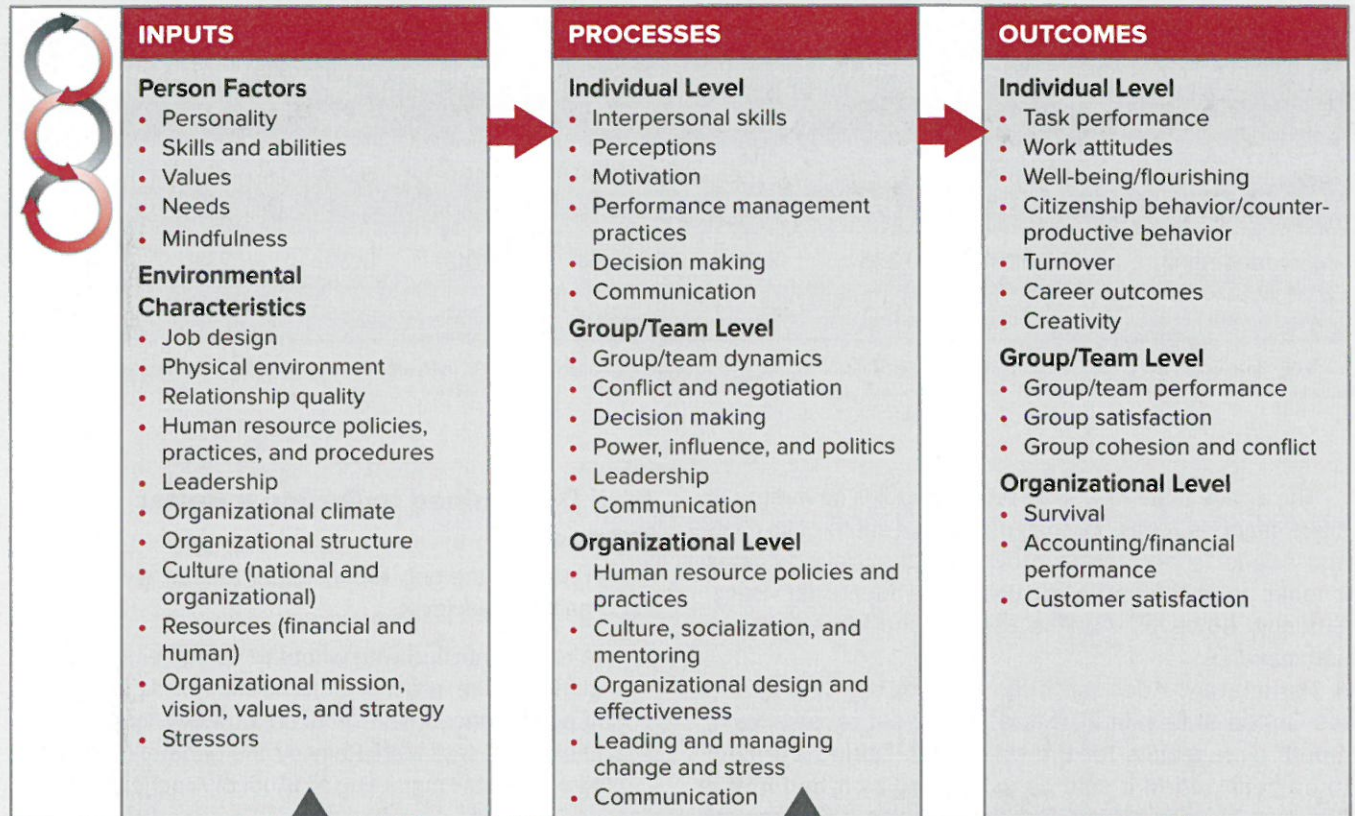 INPUTS
Person Factors
• Personality
• Skills and abilities
• Values
• Needs
• Mindfulness
Environmental
Characteristics
• Job design
• Physical environment
• Relationship quality
• Human resource policies,
practices, and procedures
• Leadership
• Organizational climate
• Organizational structure
• Culture (national and
organizational)
• Resources (financial and
human)
• Organizational mission,
vision, values, and strategy
• Stressors
PROCESSES
Individual Level
• Interpersonal skills
• Perceptions
• Motivation
• Performance management
practices
• Decision making
• Communication
Group/Team Level
• Group/team dynamics
• Conflict and negotiation
• Decision making
• Power, influence, and politics
• Leadership
• Communication
Organizational Level
• Human resource policies and
practices
• Culture, socialization, and
mentoring
• Organizational design and
effectiveness
• Leading and managing
change and stress
• Communication
OUTCOMES
Individual Level
• Task performance
• Work attitudes
• Well-being/flourishing
• Citizenship behavior/counter-
productive behavior
• Turnover
• Career outcomes
• Creativity
Group/Team Level
• Group/team performance
• Group satisfaction
• Group cohesion and conflict
Organizational Level
• Survival
• Accounting/financial
performance
• Customer satisfaction